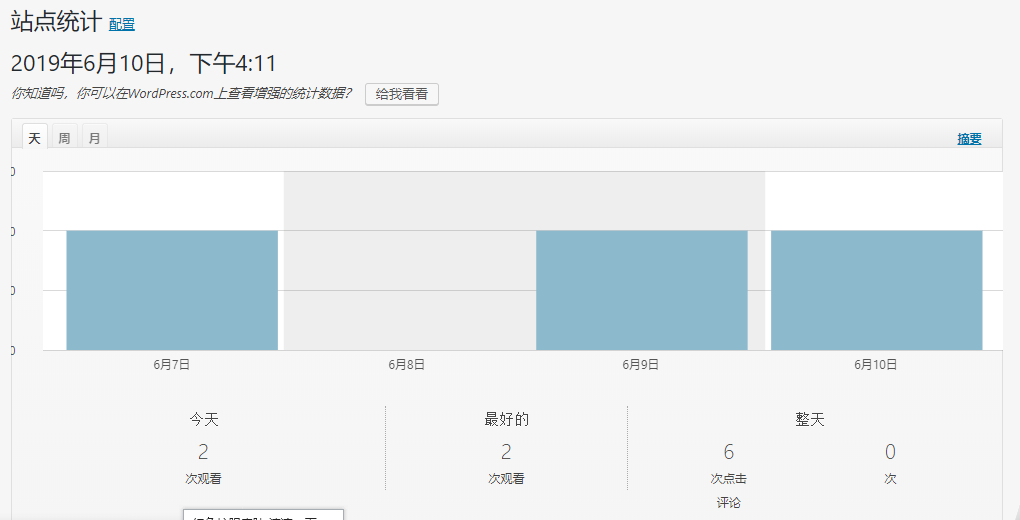 站点统计 配置
2019年6月10日，下午4:11
你知道吗，你可以在WordPress.com上查看增强的统计数据？ 给我看看
天 周 月 摘要
0
0
0
0
6月7日 6月8日 6月9日 6月10日
今天 最好的 整天
2 2 6 0
次观看 次观看 次点击 次
评论